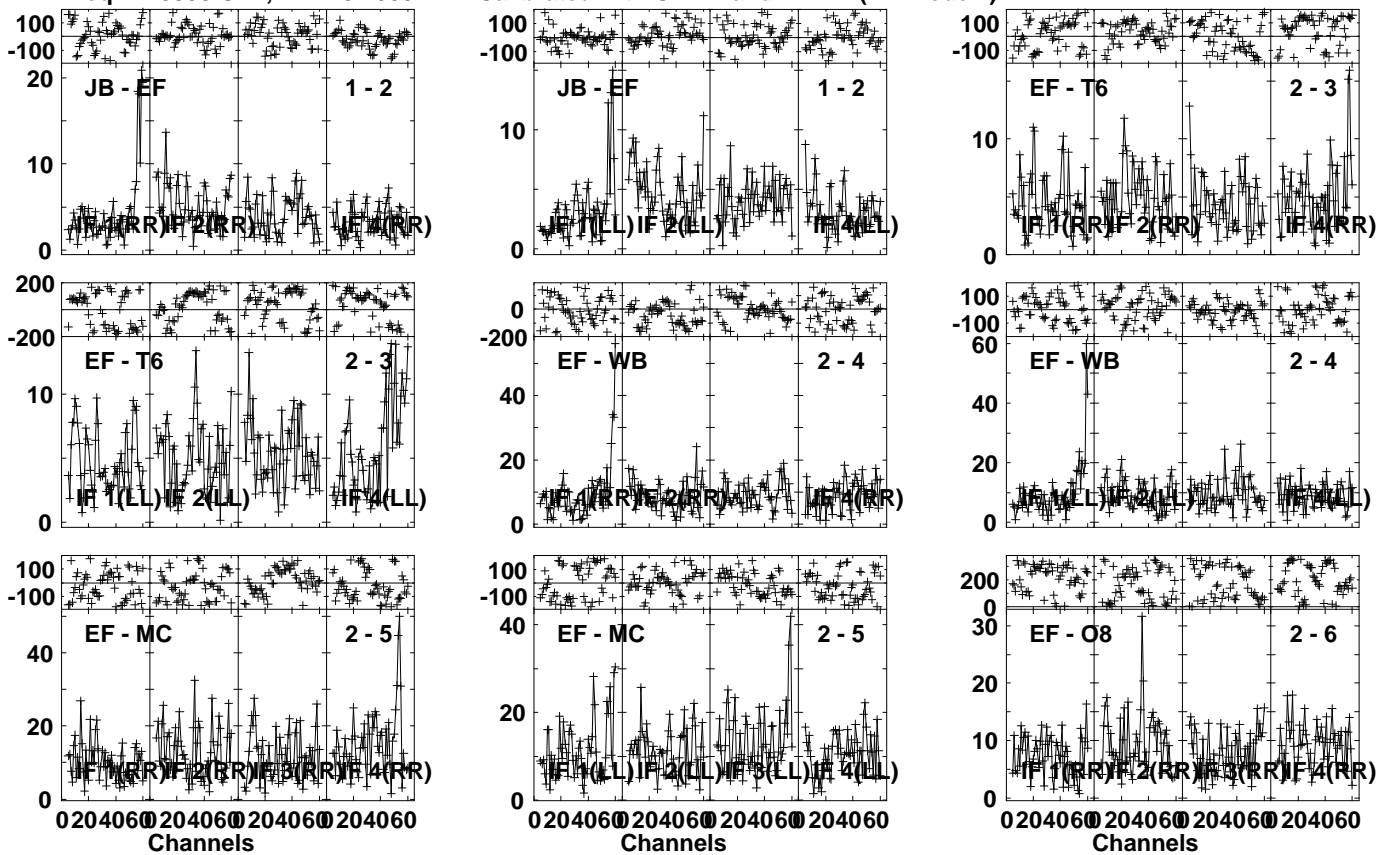 100
-100
20
10
0
JB - EF
1 - 2
IF 1(RR)
IF 2(RR)
IF 4(RR)
100
-100
10
0
JB - EF
1 - 2
IF 1(LL)
IF 2(LL)
IF 4(LL)
100
-100
10
0
EF - T6
2 - 3
IF 1(RR)
IF 2(RR)
IF 4(RR)
200
0
-200
10
0
EF - T6
2 - 3
IF 1(LL)
IF 2(LL)
IF 4(LL)
200
0
-200
40
20
0
EF - WB
2 - 4
IF 1(RR)
IF 2(RR)
IF 4(RR)
100
-100
60
40
20
0
EF - WB
2 - 4
IF 1(LL)
IF 2(LL)
IF 4(LL)
100
-100
40
20
0
EF - MC
2 - 5
IF 1(RR)
IF 2(RR)
IF 3(RR)
IF 4(RR)
0 20 40 60 0 20 40 60 0 20 40 60 0 20 40 60
Channels
100
-100
40
20
0
EF - MC
2 - 5
IF 1(LL)
IF 2(LL)
IF 3(LL)
IF 4(LL)
0 20 40 60 0 20 40 60 0 20 40 60 0 20 40 60
Channels
200
0
30
20
10
0
EF - O8
2 - 6
IF 1(RR)
IF 2(RR)
IF 3(RR)
IF 4(RR)
0 20 40 60 0 20 40 60 0 20 40 60 0 20 40 60
Channels